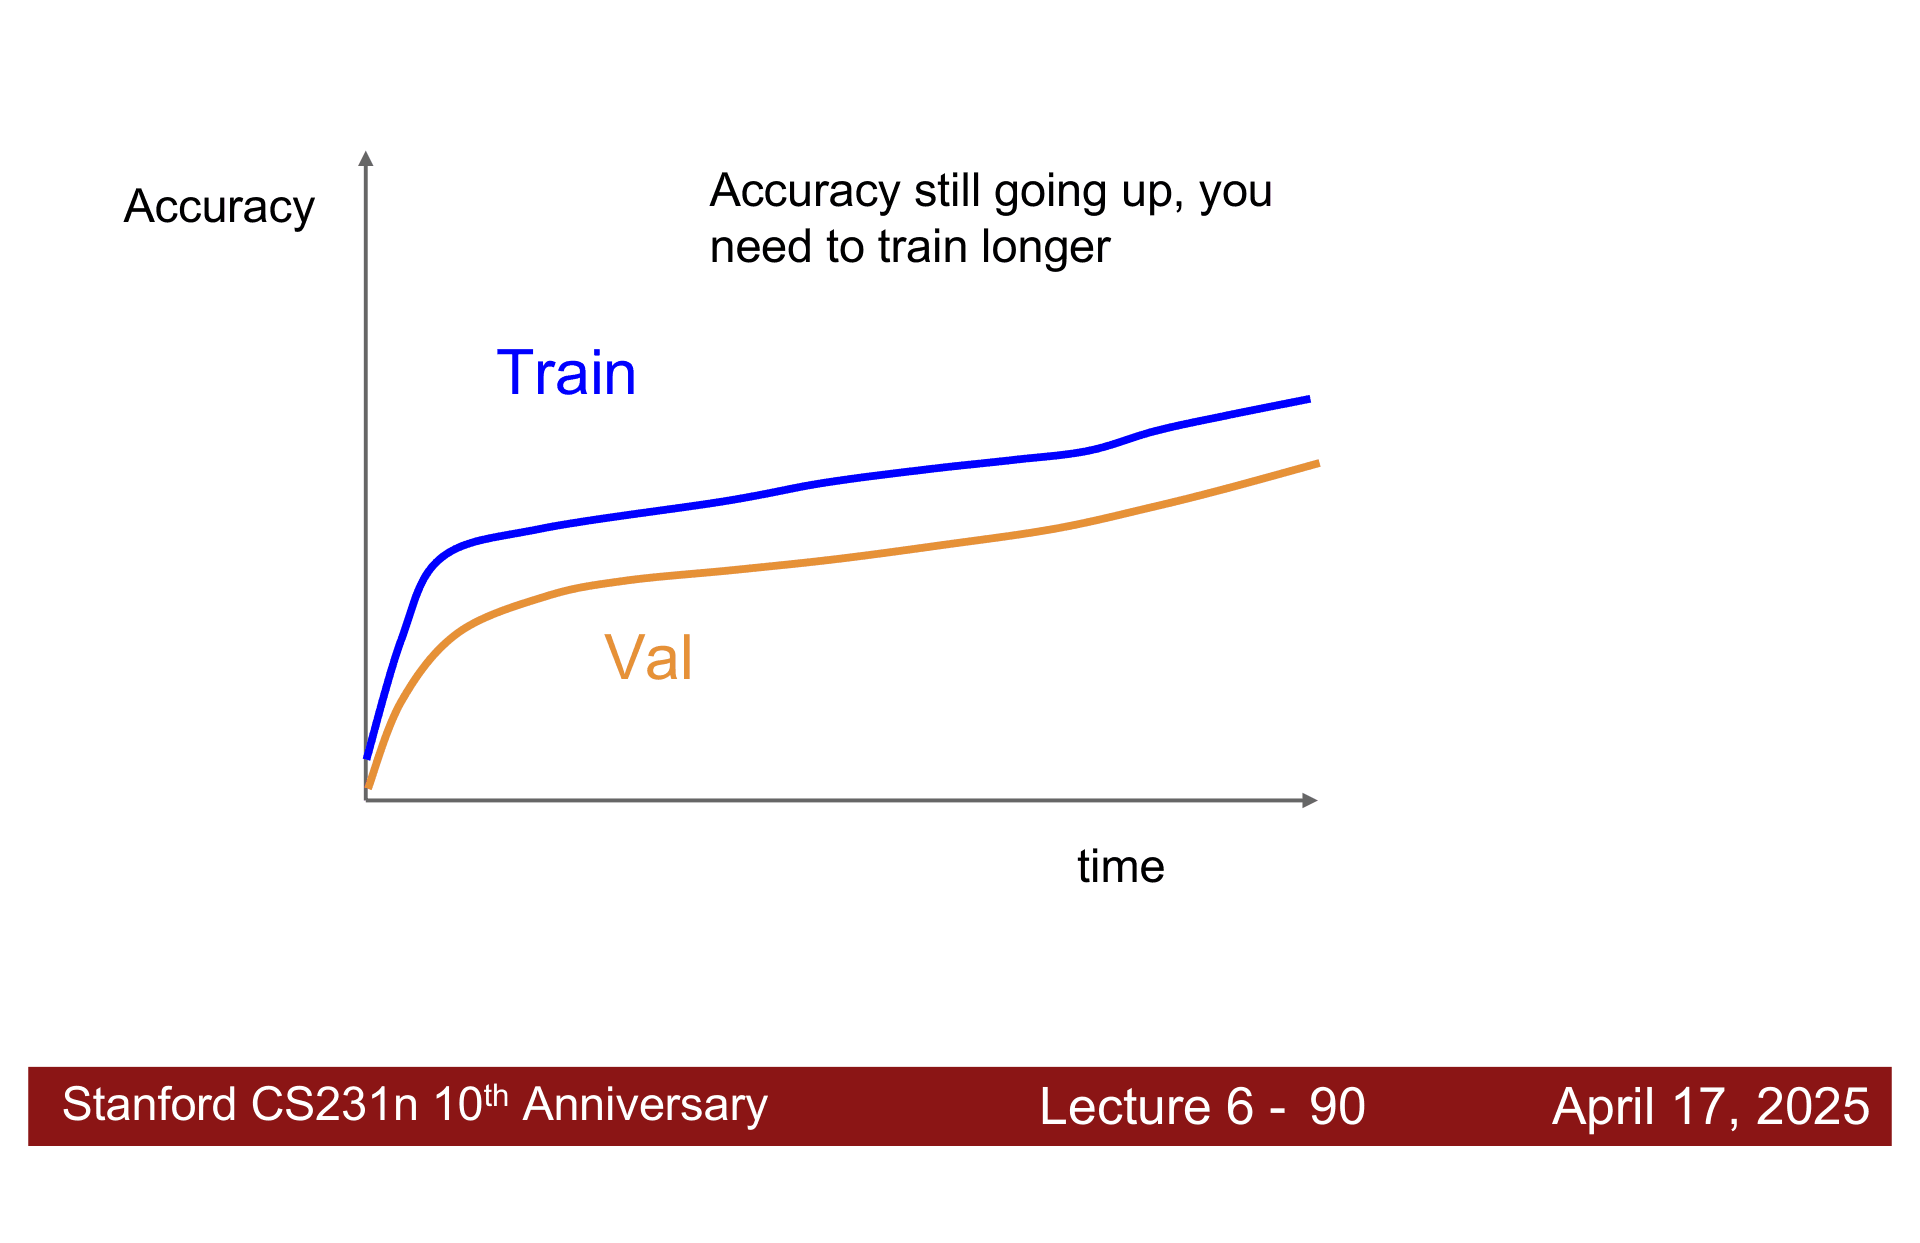 Accuracy
Accuracy still going up, you
need to train longer
Train
Val
time
Stanford CS231n 10th Anniversary
Lecture 6 - 90
April 17, 2025